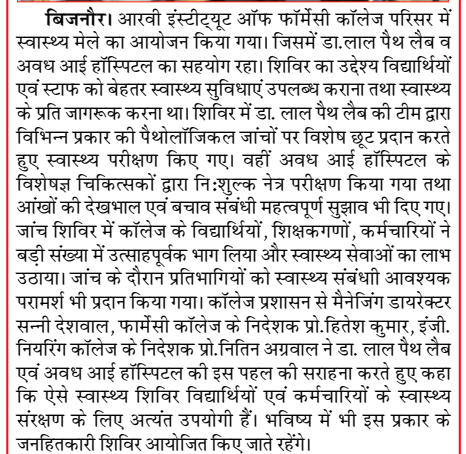 बिजनौर। आरवी इंस्टीट्यूट ऑफ फॉर्मेसी कॉलेज परिसर में
स्वास्थ्य मेले का आयोजन किया गया। जिसमें डा.लाल पैथ लैब व
अवध आई हॉस्पिटल का सहयोग रहा। शिविर का उद्देश्य विद्यार्थियों
एवं स्टाफ को बेहतर स्वास्थ्य सुविधाएं उपलब्ध कराना तथा स्वास्थ्य
के प्रति जागरूक करना था। शिविर में डा. लाल पैथ लैब की टीम द्वारा
विभिन्न प्रकार की पैथोलॉजिकल जांचों पर विशेष छूट प्रदान करते
हुए स्वास्थ्य परीक्षण किए गए। वहीं अवध आई हॉस्पिटल के
विशेषज्ञ चिकित्सकों द्वारा नि:शुल्क नेत्र परीक्षण किया गया तथा
आंखों की देखभाल एवं बचाव संबंधी महत्वपूर्ण सुझाव भी दिए गए।
जांच शिविर में कॉलेज के विद्यार्थियों, शिक्षकगणों, कर्मचारियों ने
बड़ी संख्या में उत्साहपूर्वक भाग लिया और स्वास्थ्य सेवाओं का लाभ
उठाया। जांच के दौरान प्रतिभागियों को स्वास्थ्य संबंधाी आवश्यक
परामर्श भी प्रदान किया गया। कॉलेज प्रशासन से मैनेजिंग डायरेक्टर
सन्नी देशवाल, फार्मेसी कॉलेज के निदेशक प्रो.हितेश कुमार, इंजी.
नियरिंग कॉलेज के निदेशक प्रो.नितिन अग्रवाल ने डा. लाल पैथ लैब
एवं अवध आई हॉस्पिटल की इस पहल की सराहना करते हुए कहा
कि ऐसे स्वास्थ्य शिविर विद्यार्थियों एवं कर्मचारियों के स्वास्थ्य
संरक्षण के लिए अत्यंत उपयोगी हैं। भविष्य में भी इस प्रकार के
जनहितकारी शिविर आयोजित किए जाते रहेंगे।